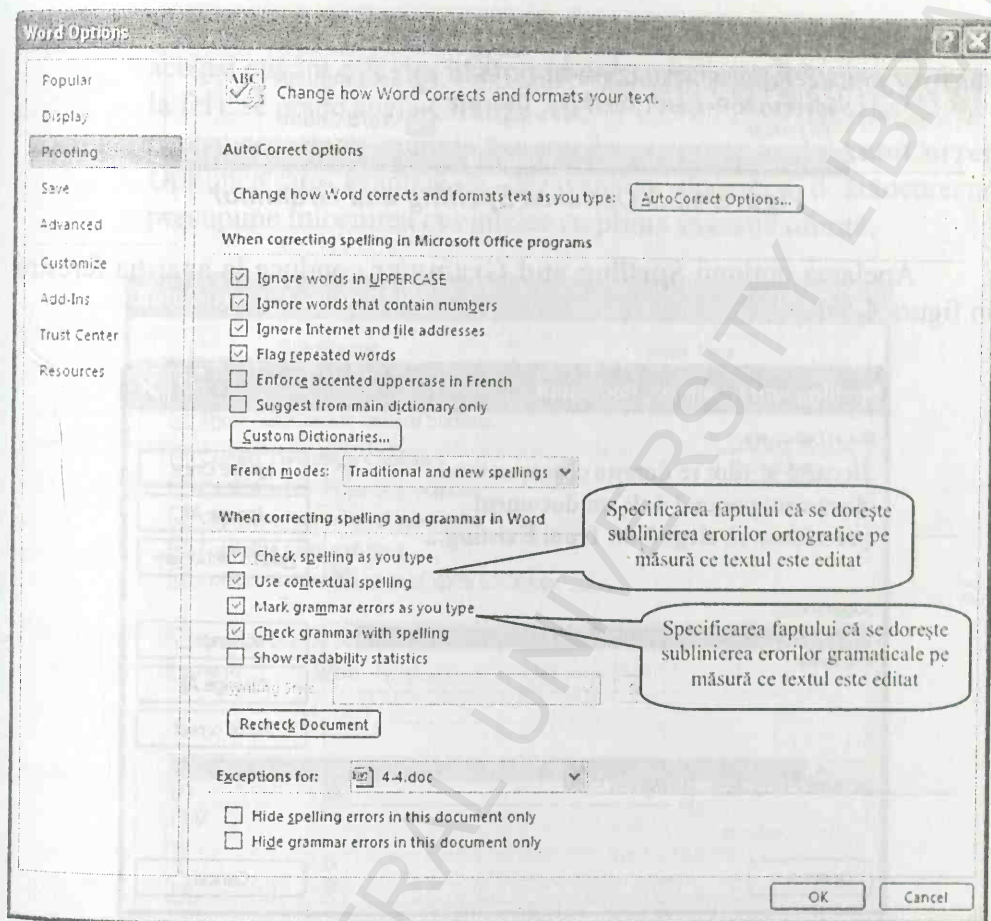 Word Options
Popular
Display
Proofing
Save
Advanced
Customize
Add-Ins
Trust Center
Resources
ABC
Change how Word corrects and formats your text.
AutoCorrect options
Change how Word corrects and formats text as you type: AutoCorrect Options...
When correcting spelling in Microsoft Office programs
Ignore words in UPPERCASE
Ignore words that contain numbers
Ignore Internet and file addresses
Flag repeated words
Enforce accented uppercase in French
Suggest from main dictionary only
Custom Dictionaries...
French modes: Traditional and new spellings
When correcting spelling and grammar in Word
Check spelling as you type
Use contextual spelling
Mark grammar errors as you type
Check grammar with spelling
Show readability statistics
Writing Style
Recheck Document
Exceptions for: 4-4.doc
Hide spelling errors in this document only
Hide grammar errors in this document only
OK Cancel
Specificarea faptului că se dorește
sublinierea erorilor ortografice pe
măsură ce textul este editat
Specificarea faptului că se dorește
sublinierea erorilor gramaticale pe
măsură ce textul este editat
UNIVERSITY